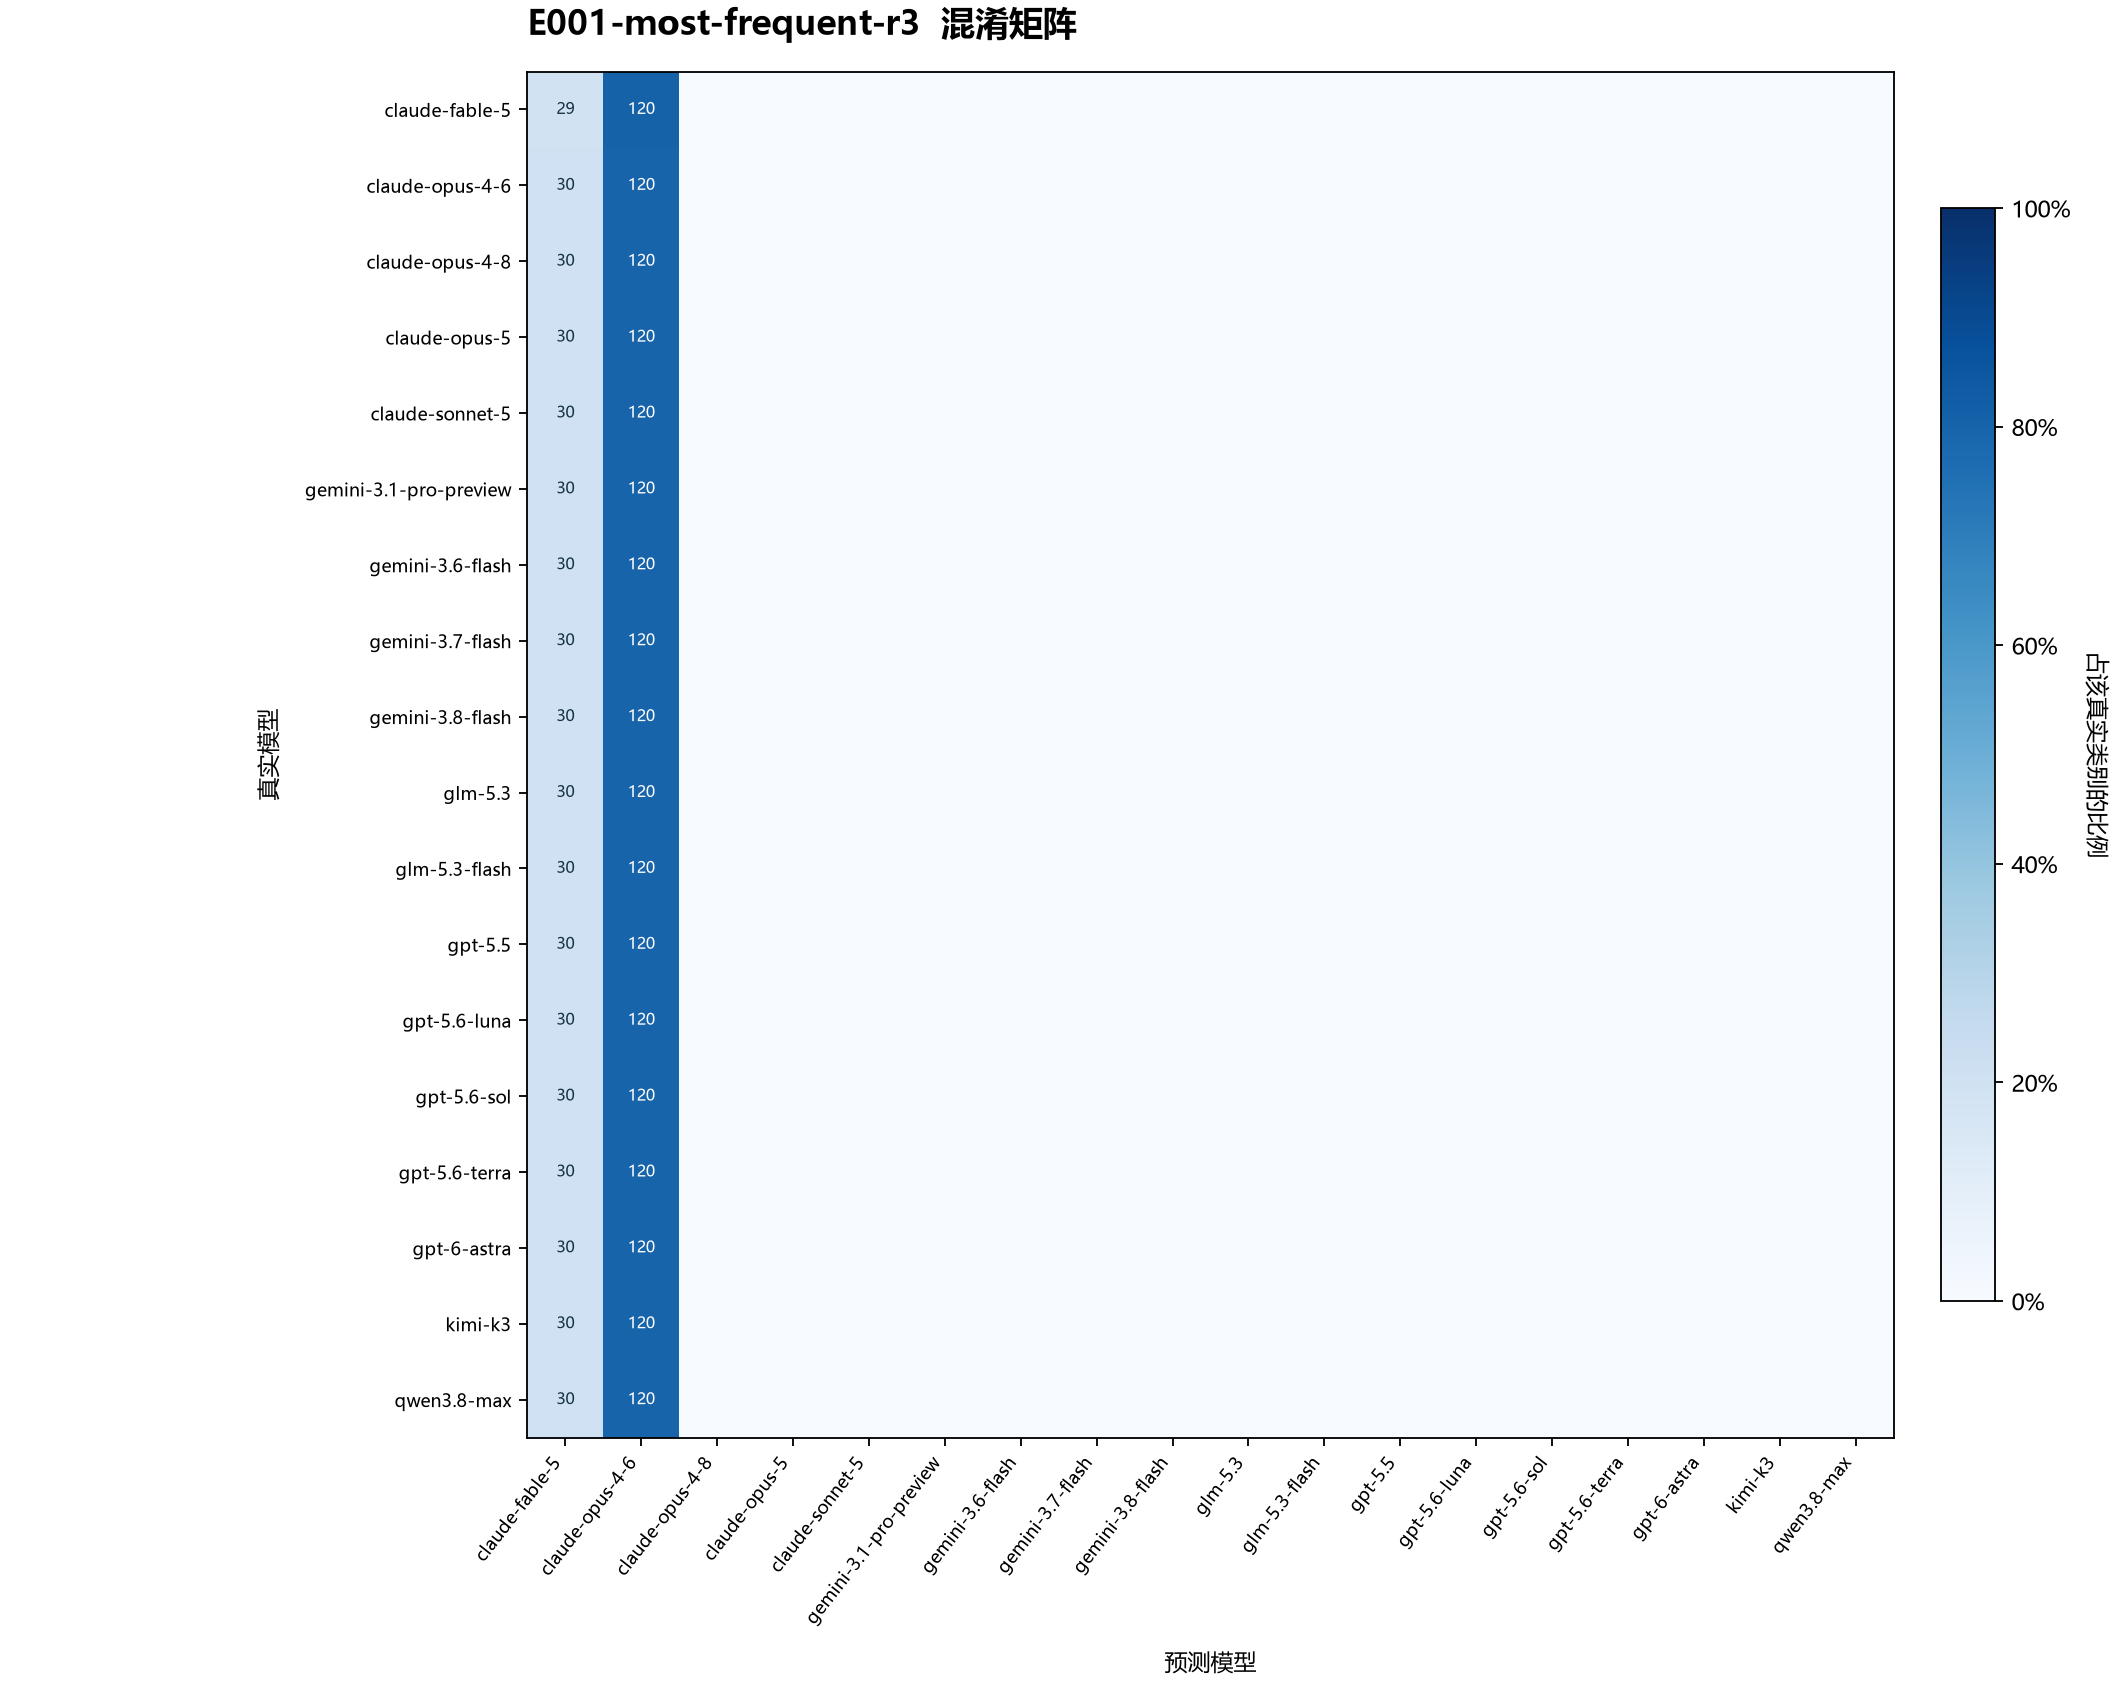 E001-most-frequent-r3 混淆矩阵
claude-fable-5 29 120
claude-opus-4-6 30 120
claude-opus-4-8 30 120
claude-opus-5 30 120
claude-sonnet-5 30 120
gemini-3.1-pro-preview 30 120
gemini-3.6-flash 30 120
gemini-3.7-flash 30 120
gemini-3.8-flash 30 120
glm-5.3 30 120
glm-5.3-flash 30 120
gpt-5.5 30 120
gpt-5.6-luna 30 120
gpt-5.6-sol 30 120
gpt-5.6-terra 30 120
gpt-6-astra 30 120
kimi-k3 30 120
qwen3.8-max 30 120
真实模型
claude-fable-5
claude-opus-4-6
claude-opus-4-8
claude-opus-5
claude-sonnet-5
gemini-3.1-pro-preview
gemini-3.6-flash
gemini-3.7-flash
gemini-3.8-flash
glm-5.3
glm-5.3-flash
gpt-5.5
gpt-5.6-luna
gpt-5.6-sol
gpt-5.6-terra
gpt-6-astra
kimi-k3
qwen3.8-max
预测模型
100%
80%
60%
40%
20%
0%
占该真实类别的比例